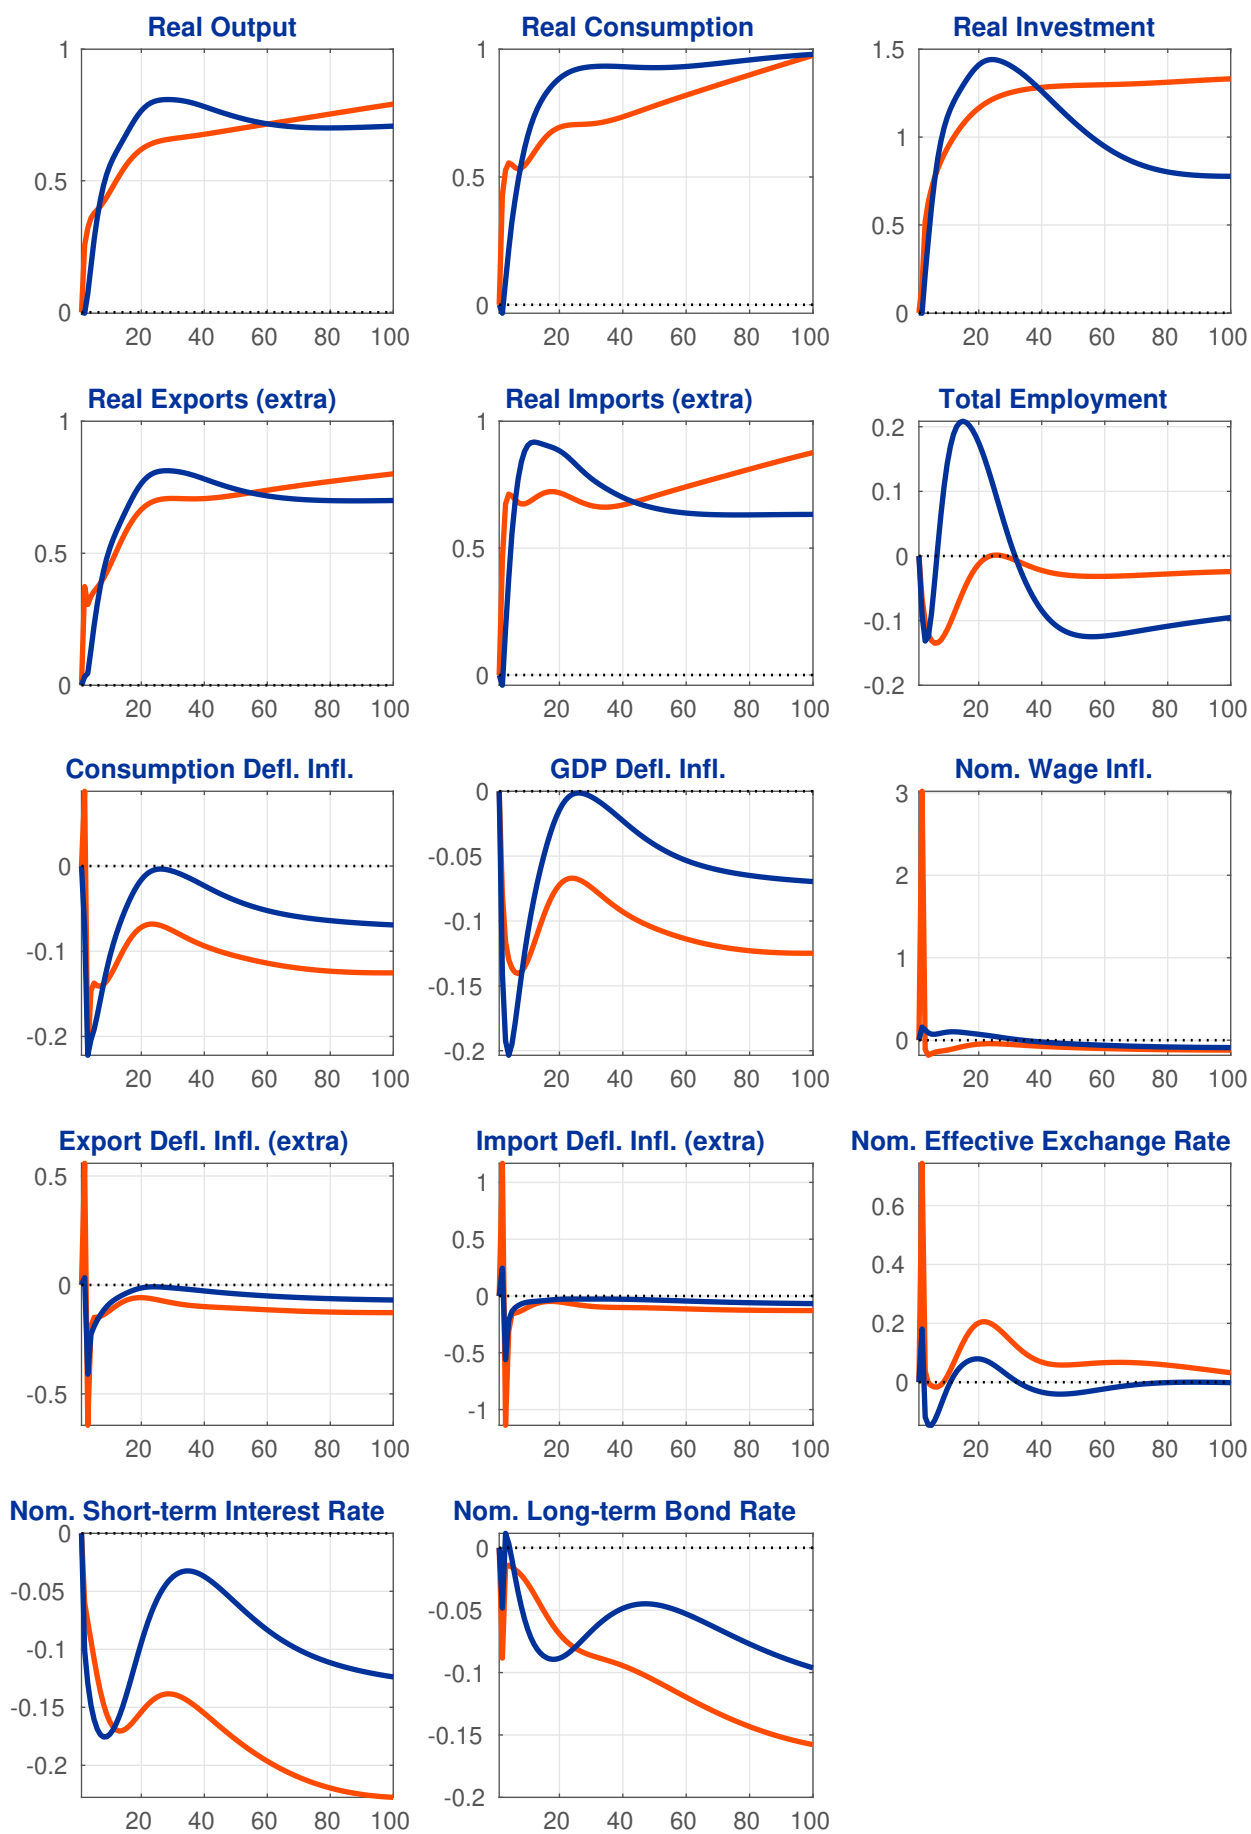 Real Output
Real Consumption
Real Investment
1
0.5
0
20 40 60 80 100
1
0.5
0
20 40 60 80 100
1.5
1
0.5
0
20 40 60 80 100
Real Exports (extra)
Real Imports (extra)
Total Employment
1
0.5
0
20 40 60 80 100
1
0.5
0
20 40 60 80 100
0.2
0.1
0
-0.1
-0.2
20 40 60 80 100
Consumption Defl. Infl.
GDP Defl. Infl.
Nom. Wage Infl.
0
-0.1
-0.2
20 40 60 80 100
0
-0.05
-0.1
-0.15
-0.2
20 40 60 80 100
3
2
1
0
20 40 60 80 100
Export Defl. Infl. (extra)
Import Defl. Infl. (extra)
Nom. Effective Exchange Rate
0.5
0
-0.5
20 40 60 80 100
1
0.5
0
-0.5
-1
20 40 60 80 100
0.6
0.4
0.2
0
20 40 60 80 100
Nom. Short-term Interest Rate
Nom. Long-term Bond Rate
0
-0.05
-0.1
-0.15
-0.2
20 40 60 80 100
0
-0.05
-0.1
-0.15
-0.2
20 40 60 80 100